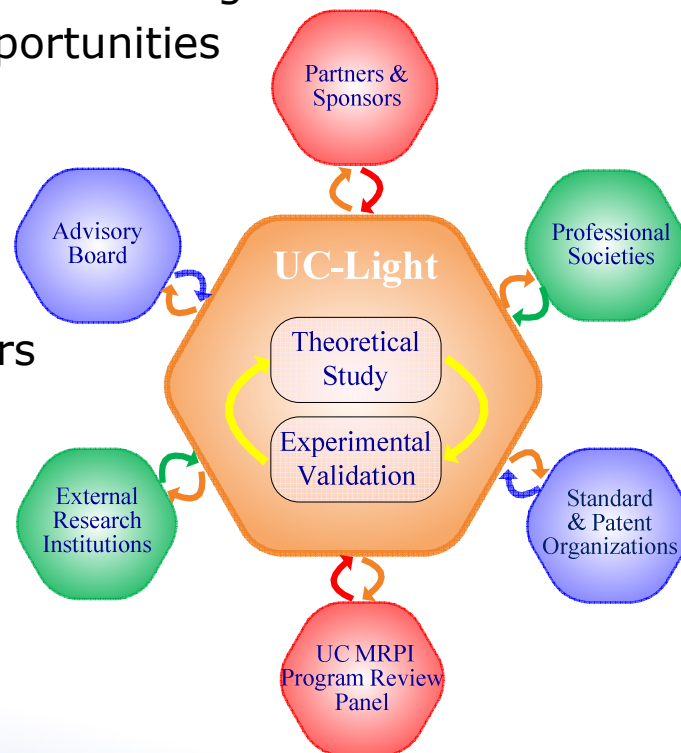 portunities
Partners &
Sponsors
Advisory
Board
Professional
Societies
UC-Light
Theoretical
Study
rs
Experimental
Validation
External
Research
Institutions
Standard
& Patent
Organizations
UC MRPI
Program Review
Panel